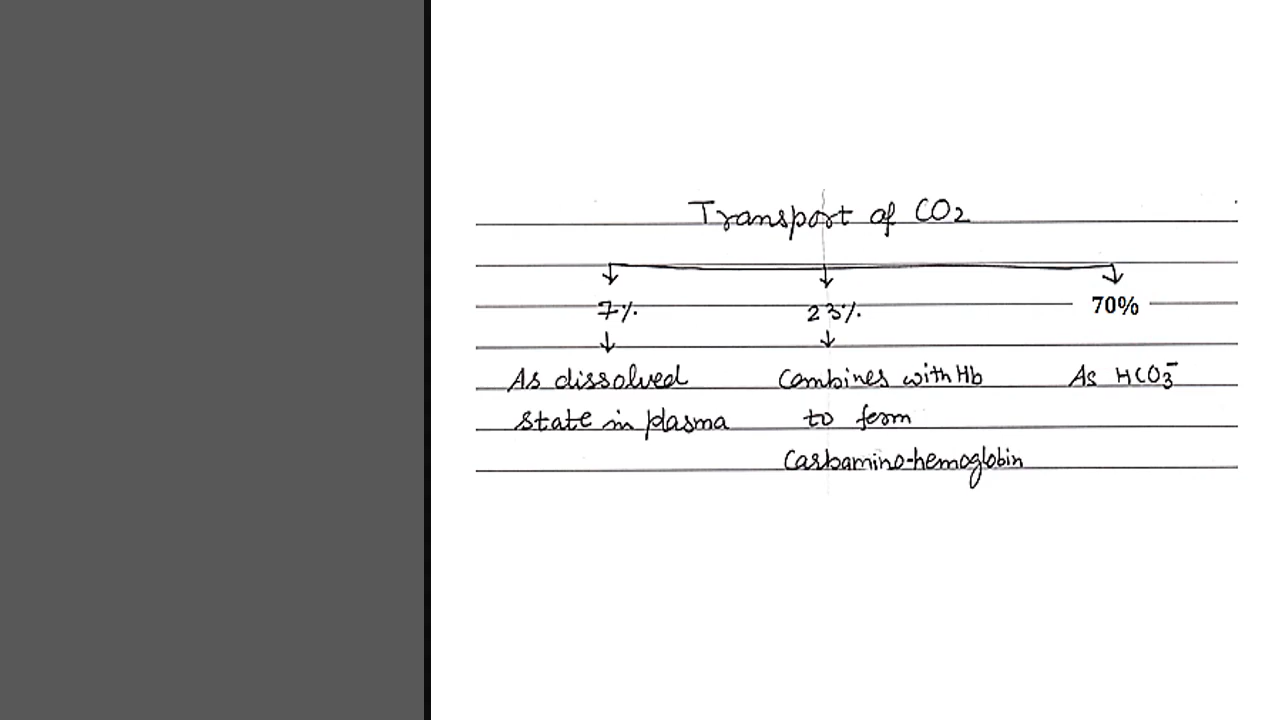 Transport of CO2
7% 23% 70%
As dissolved Combines with Hb As HCO3⁻
state in plasma to form
Carbamino-hemoglobin